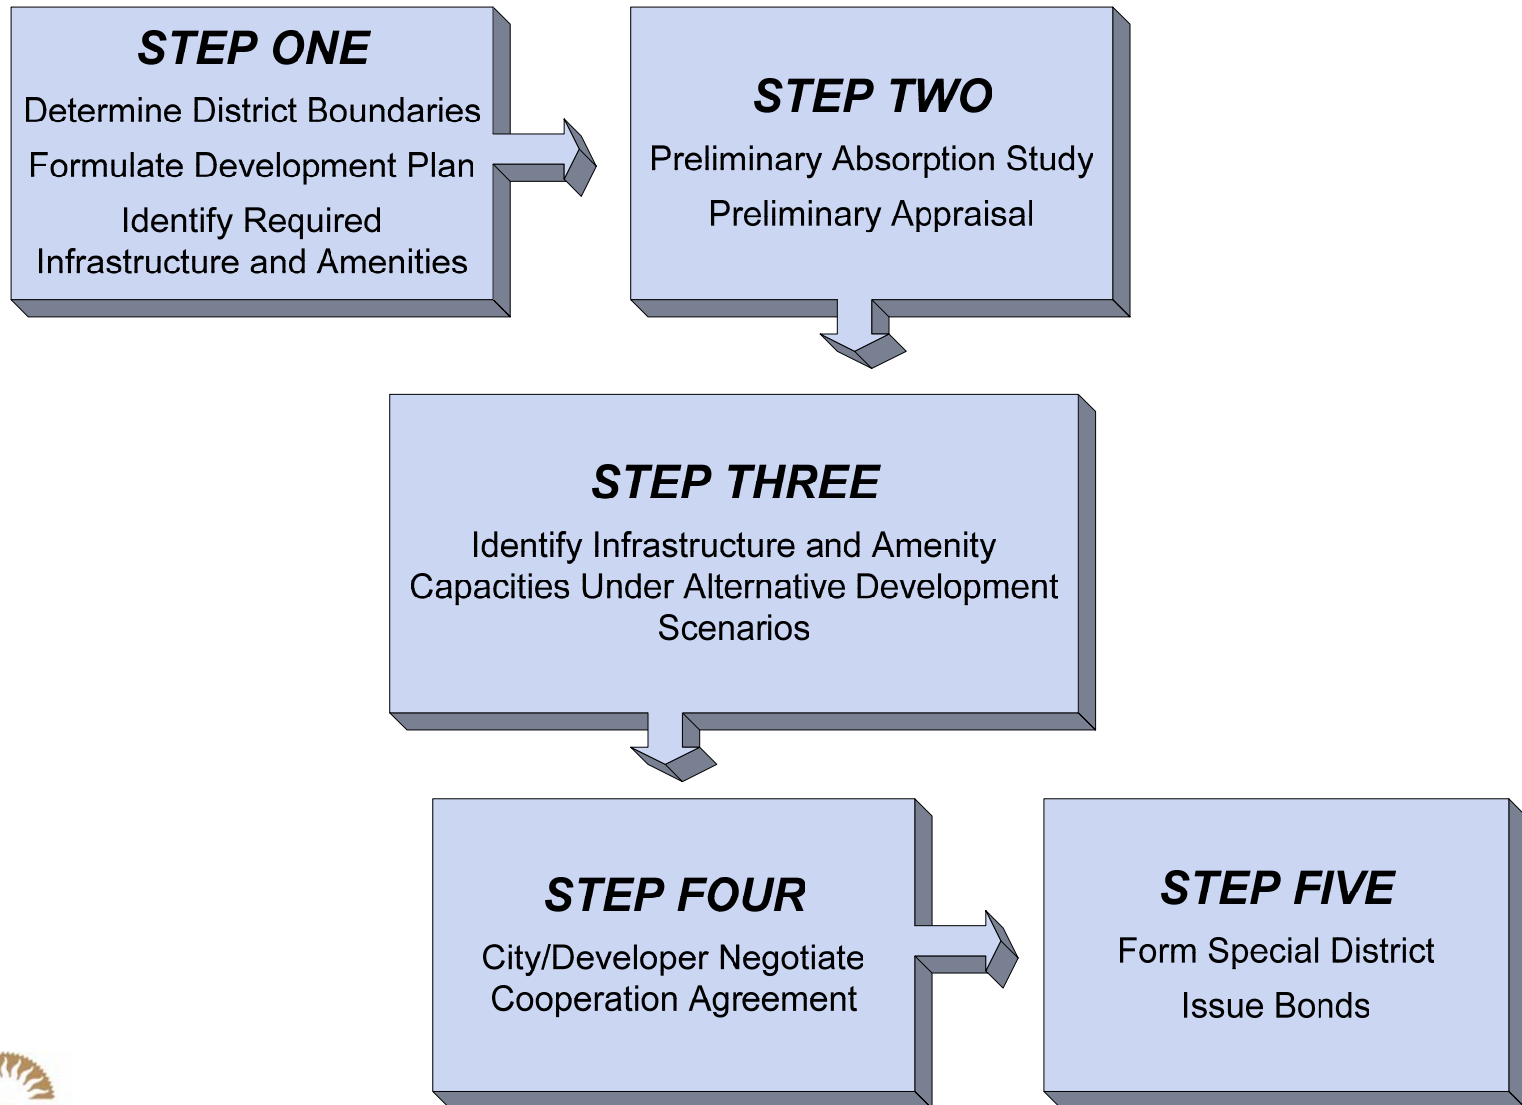 STEP ONE
Determine District Boundaries
Formulate Development Plan
Identify Required
Infrastructure and Amenities
STEP TWO
Preliminary Absorption Study
Preliminary Appraisal
STEP THREE
Identify Infrastructure and Amenity
Capacities Under Alternative Development
Scenarios
STEP FOUR
City/Developer Negotiate
Cooperation Agreement
STEP FIVE
Form Special District
Issue Bonds